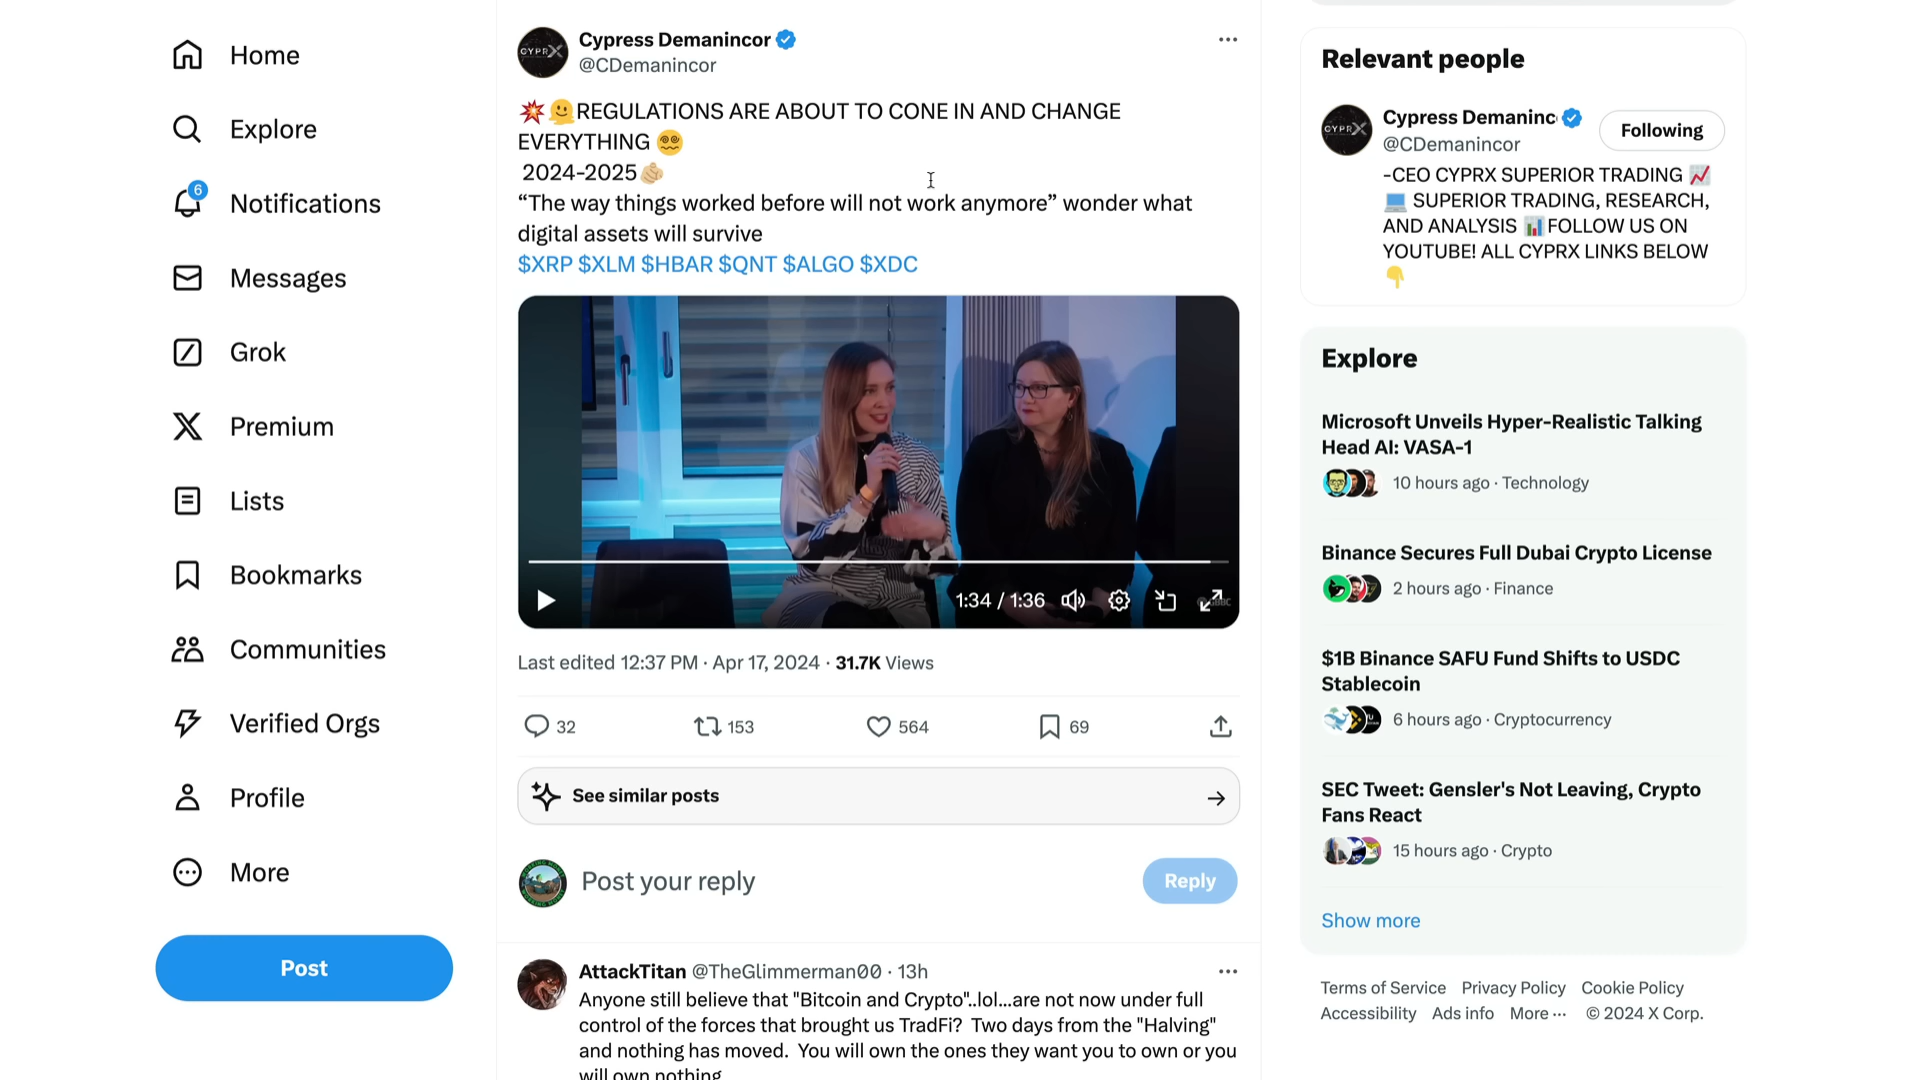 Home
Explore
6
Notifications
Messages
Grok
Premium
Lists
Bookmarks
Communities
Verified Orgs
Profile
More
Post
CYPRX
Cypress Demanincor
@CDemanincor
💥🫠REGULATIONS ARE ABOUT TO CONE IN AND CHANGE
EVERYTHING 😵‍💫
2024-2025🫵🏼
“The way things worked before will not work anymore” wonder what
digital assets will survive
$XRP $XLM $HBAR $QNT $ALGO $XDC
1:34 / 1:36
Last edited 12:37 PM · Apr 17, 2024 · 31.7K Views
32
153
564
69
See similar posts
Post your reply
Reply
AttackTitan @TheGlimmerman00 · 13h
Anyone still believe that "Bitcoin and Crypto"..lol...are not now under full
control of the forces that brought us TradFi? Two days from the "Halving"
and nothing has moved. You will own the ones they want you to own or you
will own nothing
Relevant people
CYPRX
Cypress Demaninc
Following
@CDemanincor
-CEO CYPRX SUPERIOR TRADING 📈
💻 SUPERIOR TRADING, RESEARCH,
AND ANALYSIS 📊FOLLOW US ON
YOUTUBE! ALL CYPRX LINKS BELOW
👇
Explore
Microsoft Unveils Hyper-Realistic Talking
Head AI: VASA-1
10 hours ago · Technology
Binance Secures Full Dubai Crypto License
2 hours ago · Finance
$1B Binance SAFU Fund Shifts to USDC
Stablecoin
6 hours ago · Cryptocurrency
SEC Tweet: Gensler's Not Leaving, Crypto
Fans React
15 hours ago · Crypto
Show more
Terms of Service Privacy Policy Cookie Policy
Accessibility Ads info More ··· © 2024 X Corp.